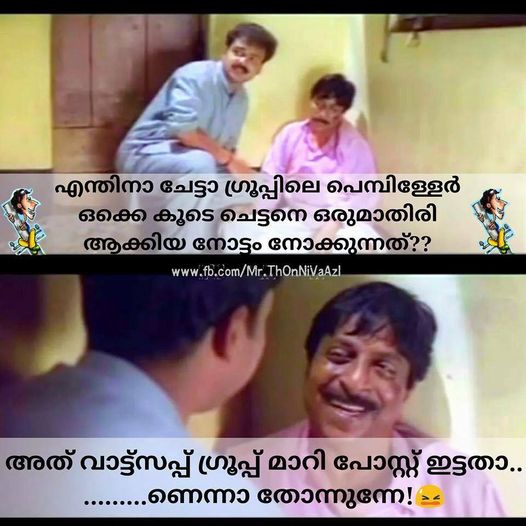 എന്തിനാ ചേട്ടാ ഗ്രൂപ്പിലെ പെമ്പിള്ളേർ
ഒക്കെ കൂടെ ചെട്ടനെ ഒരുമാതിരി
ആക്കിയ നോട്ടം നോക്കുന്നത്??
www.fb.com/Mr.ThOnNiVaAzI
അത് വാട്ട്സപ്പ് ഗ്രൂപ്പ് മാറി പോസ്റ്റ് ഇട്ടതാ..
.........ണെന്നാ തോന്നുന്നേ!😣